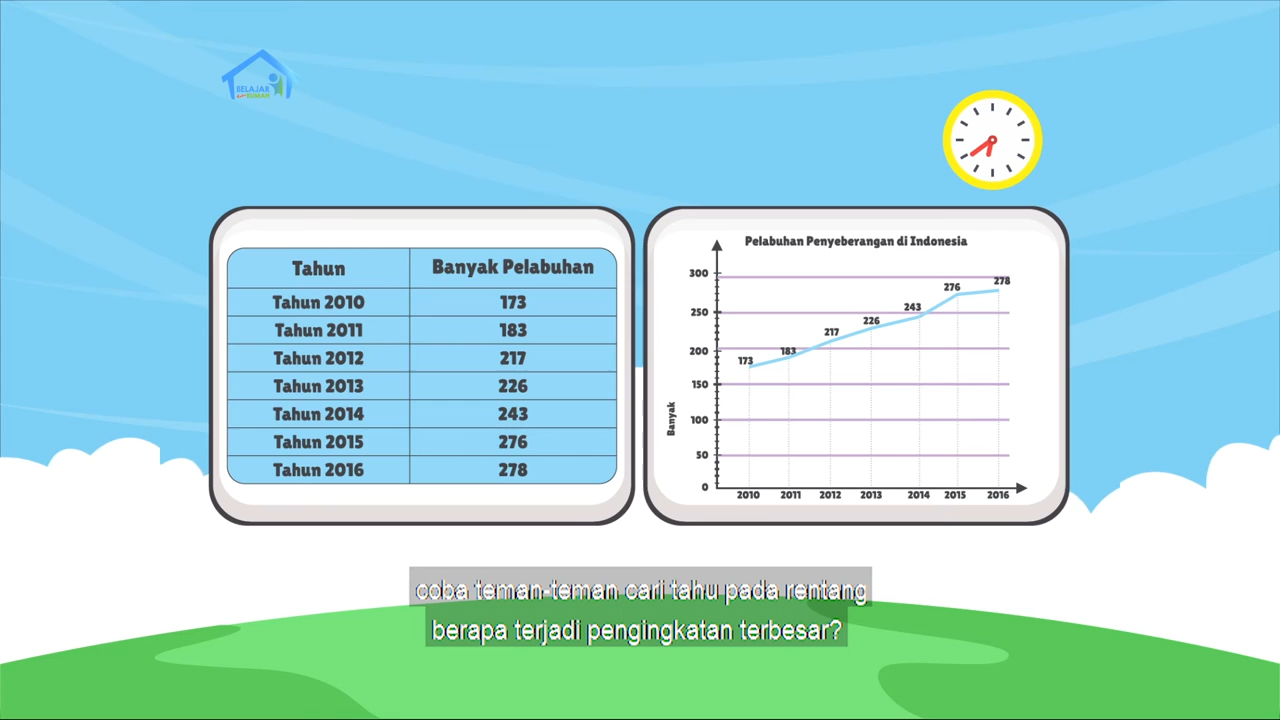 BELAJAR
dari RUMAH
Tahun Banyak Pelabuhan
Tahun 2010 173
Tahun 2011 183
Tahun 2012 217
Tahun 2013 226
Tahun 2014 243
Tahun 2015 276
Tahun 2016 278
Pelabuhan Penyeberangan di Indonesia
Banyak
300
250
200
150
100
50
0
173
183
217
226
243
276
278
2010 2011 2012 2013 2014 2015 2016
coba teman-teman cari tahu pada rentang
berapa terjadi pengingkatan terbesar?